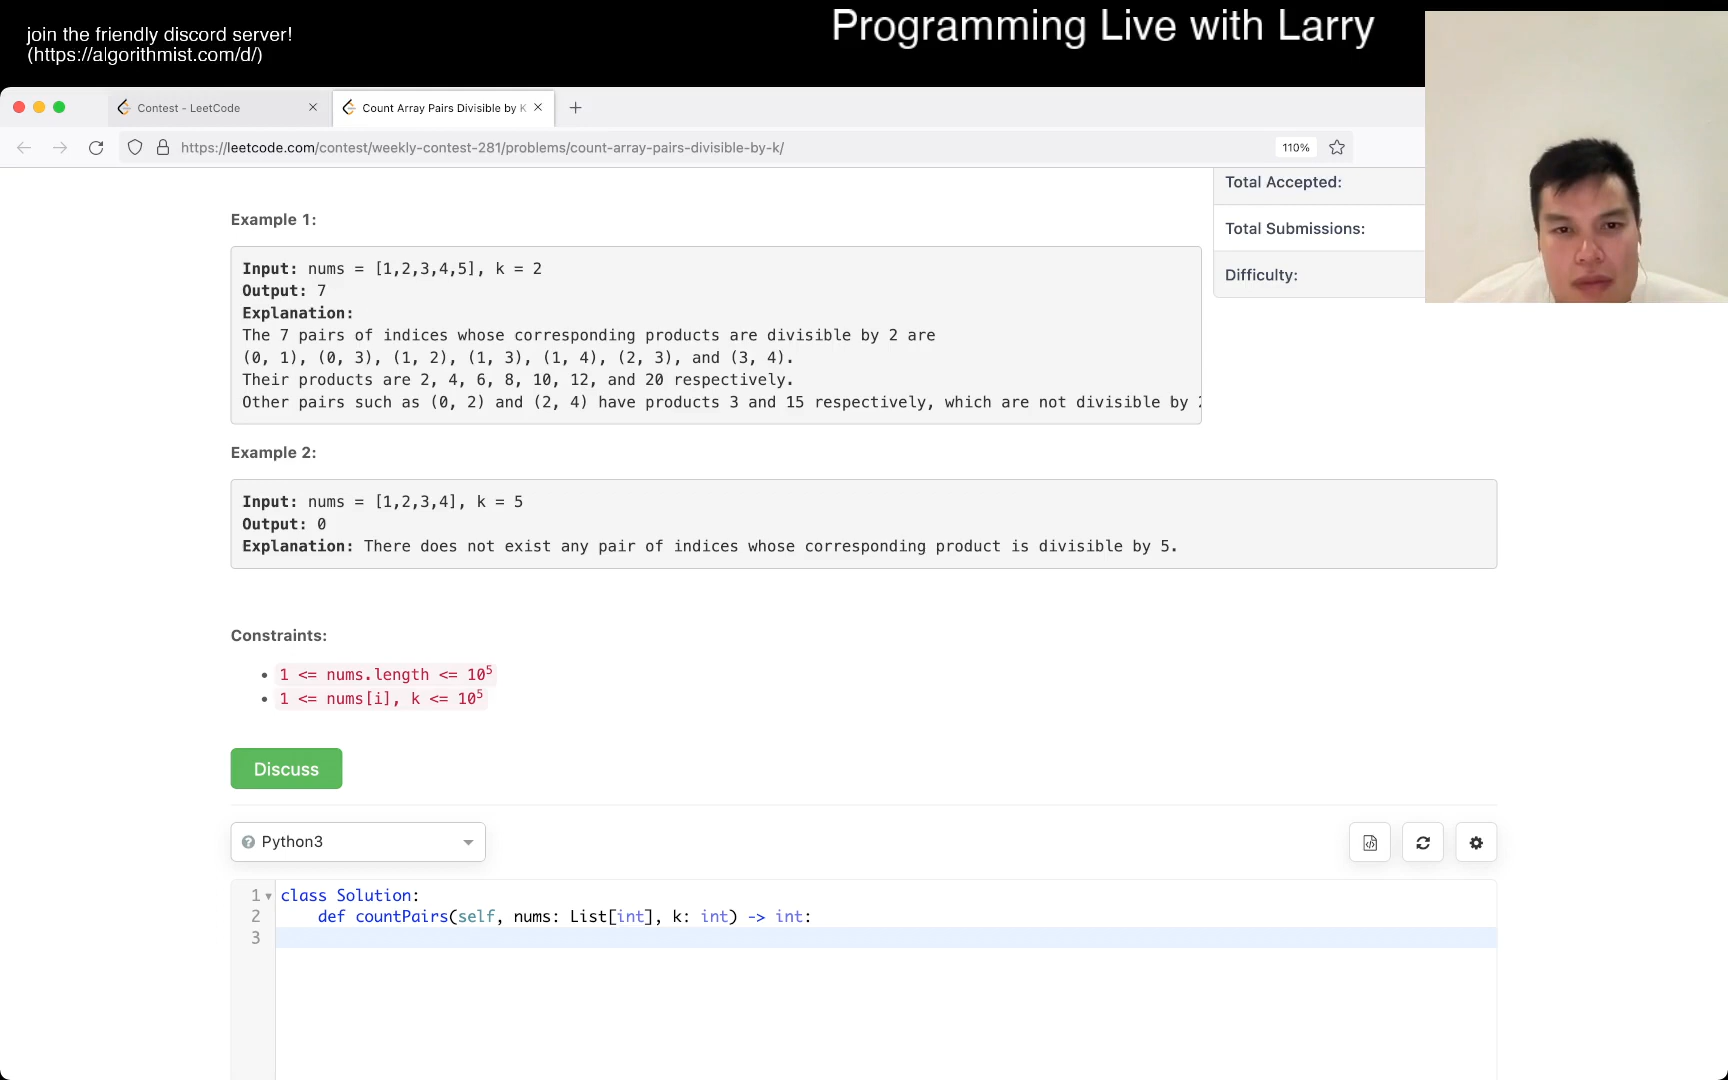 join the friendly discord server!
(https://algorithmist.com/d/)
Programming Live with Larry
Contest - LeetCode
Count Array Pairs Divisible by K
https://leetcode.com/contest/weekly-contest-281/problems/count-array-pairs-divisible-by-k/
110%
Total Accepted:
Total Submissions:
Difficulty:
Example 1:
Input: nums = [1,2,3,4,5], k = 2
Output: 7
Explanation:
The 7 pairs of indices whose corresponding products are divisible by 2 are
(0, 1), (0, 3), (1, 2), (1, 3), (1, 4), (2, 3), and (3, 4).
Their products are 2, 4, 6, 8, 10, 12, and 20 respectively.
Other pairs such as (0, 2) and (2, 4) have products 3 and 15 respectively, which are not divisible by
Example 2:
Input: nums = [1,2,3,4], k = 5
Output: 0
Explanation: There does not exist any pair of indices whose corresponding product is divisible by 5.
Constraints:
• 1 <= nums.length <= 10⁵
• 1 <= nums[i], k <= 10⁵
Discuss
Python3
1 class Solution:
2 def countPairs(self, nums: List[int], k: int) -> int:
3